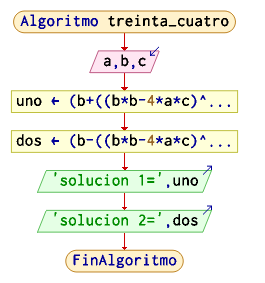 Algoritmo treinta_cuatro
a,b,c
uno ← (b+((b*b-4*a*c)^...
dos ← (b-((b*b-4*a*c)^...
'solucion 1=',uno
'solucion 2=',dos
FinAlgoritmo